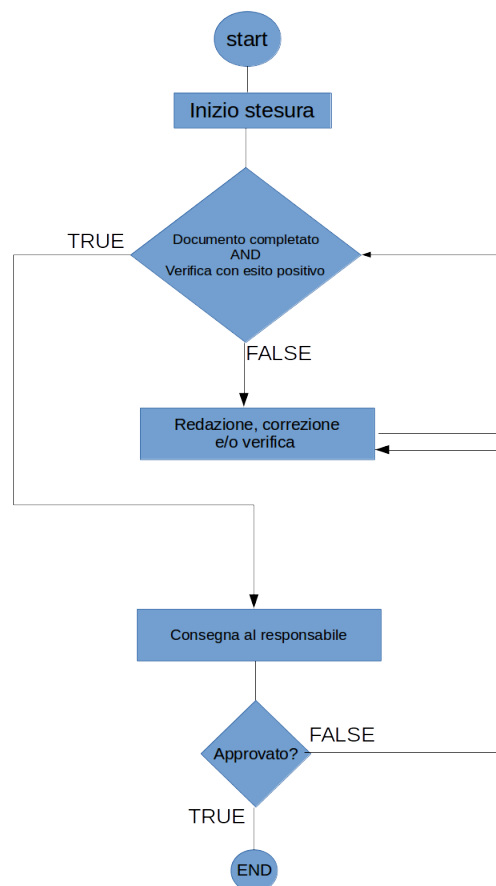 start
Inizio stesura
TRUE
Documento completato
AND
Verifica con esito positivo
FALSE
Redazione, correzione
e/o verifica
Consegna al responsabile
Approvato?
FALSE
TRUE
END